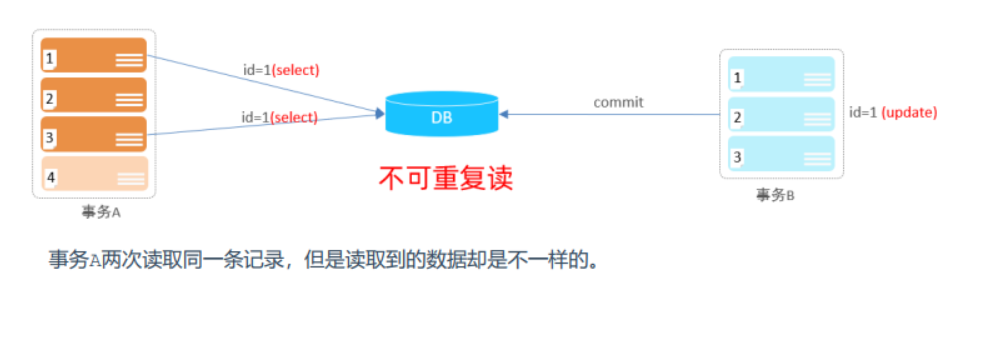 1
2
3
4
事务A
id=1(select)
id=1(select)
DB
commit
1
2
3
id=1 (update)
事务B
不可重复读
事务A两次读取同一条记录，但是读取到的数据却是不一样的。